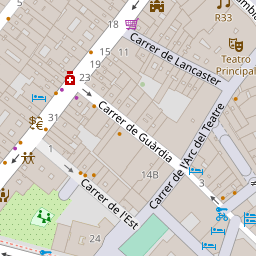 18
R33
15
19
11
Carrer de Lancaster
Teatro
Principal
23
31
Carrer de Guàrdia
Carrer de l'Arc del Teatre
14B
3
Carrer de l'Est
24